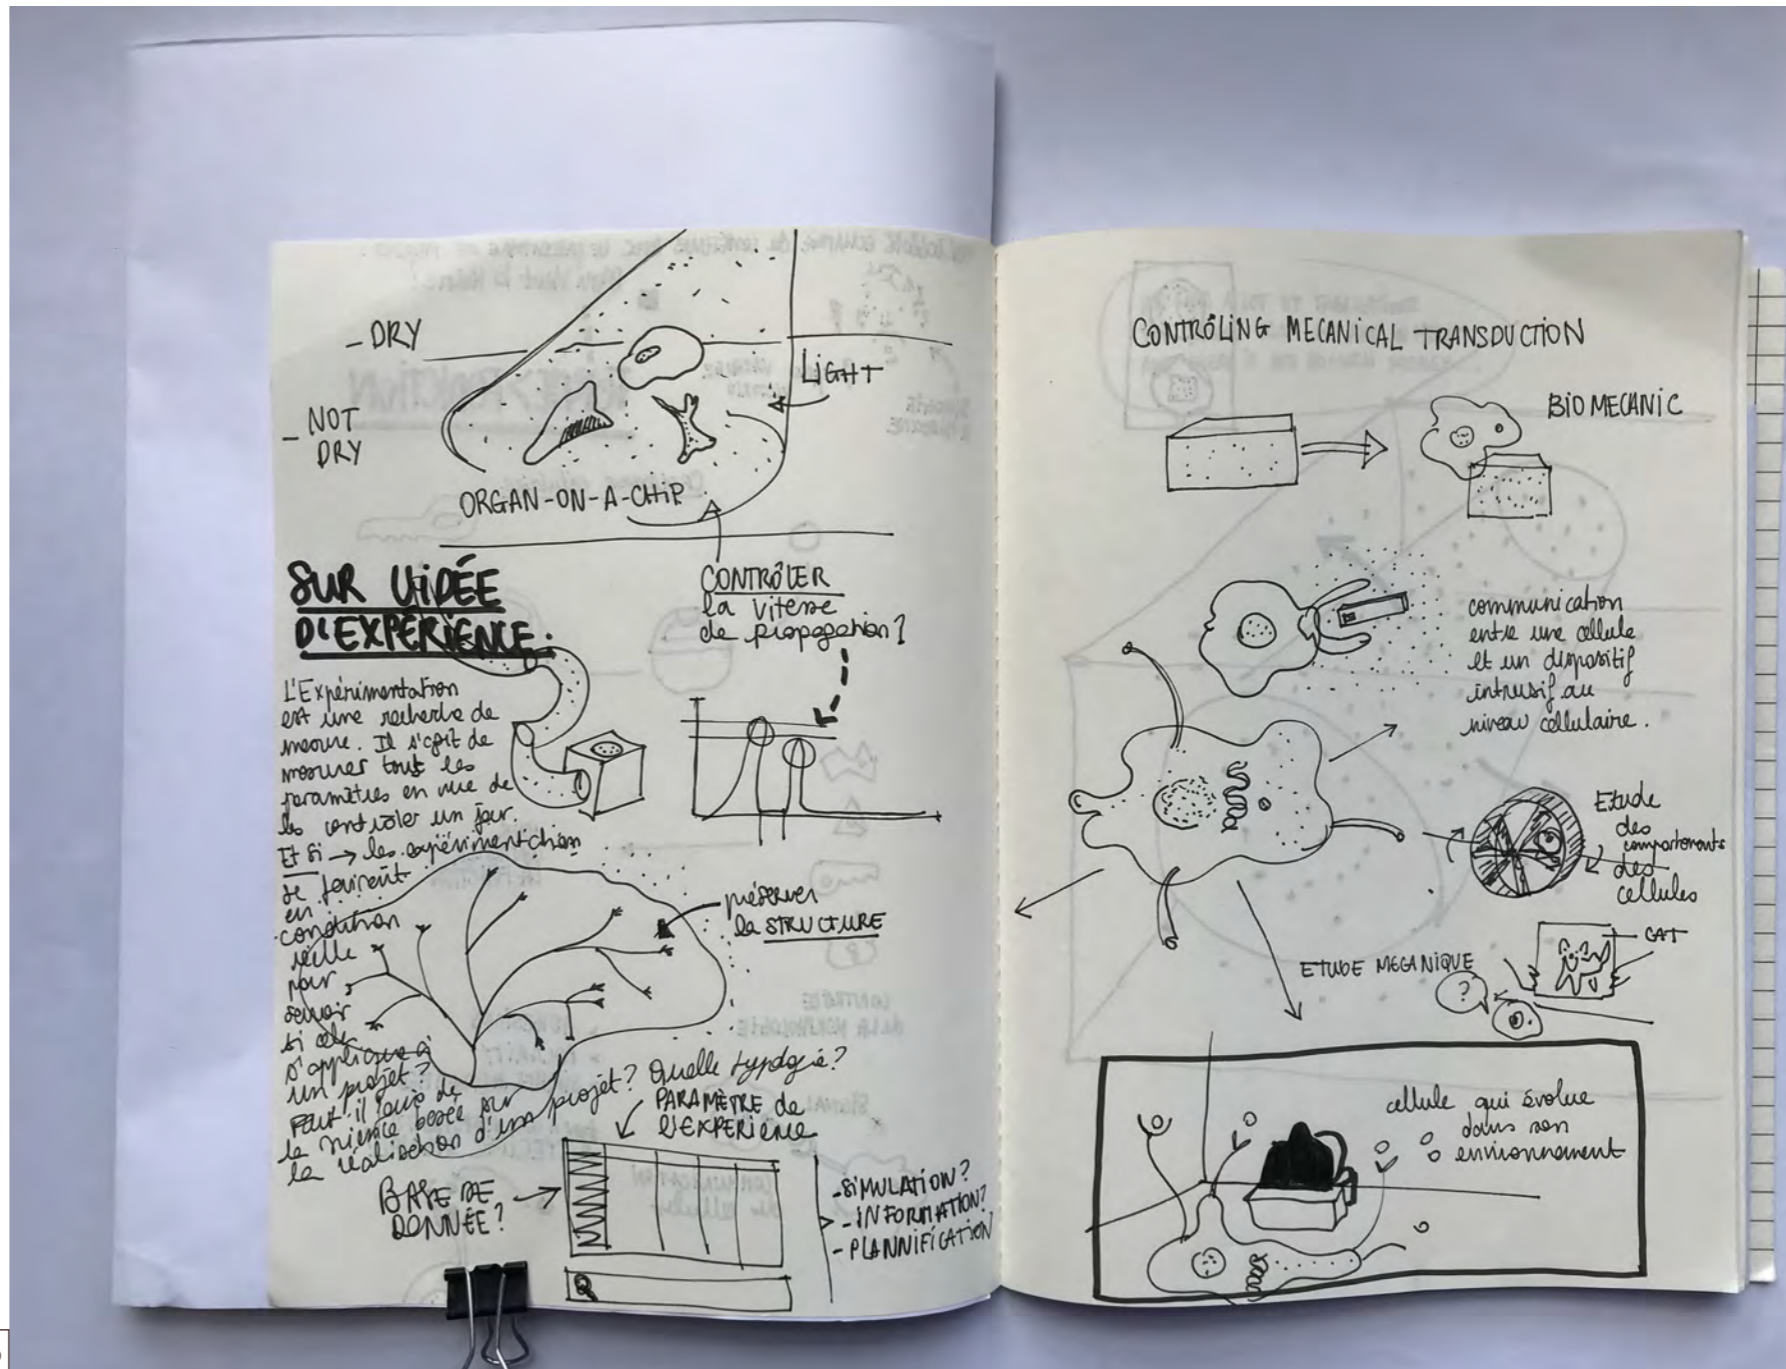 - DRY
LIGHT
- NOT
DRY
ORGAN-ON-A-CHIP
SUR L'IDÉE
D'EXPÉRIENCE.
CONTRÔLER
la vitesse
de propagation?
L'Expérimentation
est une recherche de
mesure. Il s'agit de
mesurer tout les
paramètres en vue de
les controler un jour.
Et si → les expérimentation
se feraient
en
condition
réelle
pour
savoir
si cela
s'applique à
un projet?
Peut-il faire de
la science basée sur
la réalisation d'un projet? Quelle typologie?
préserver
la STRUCTURE
PARAMÈTRE de
l'EXPERIENCE
BASE DE
DONNÉE?
- SIMULATION?
- INFORMATION?
- PLANNIFICATION
CONTRÔLING MECANICAL TRANSDUCTION
BIOMECANIC
communication
entre une cellule
et un dispositif
intrusif au
niveau cellulaire.
Etude
des
comportements
des
cellules
CAT
ETUDE MECANIQUE
?
cellule qui évolue
dans son
environnement